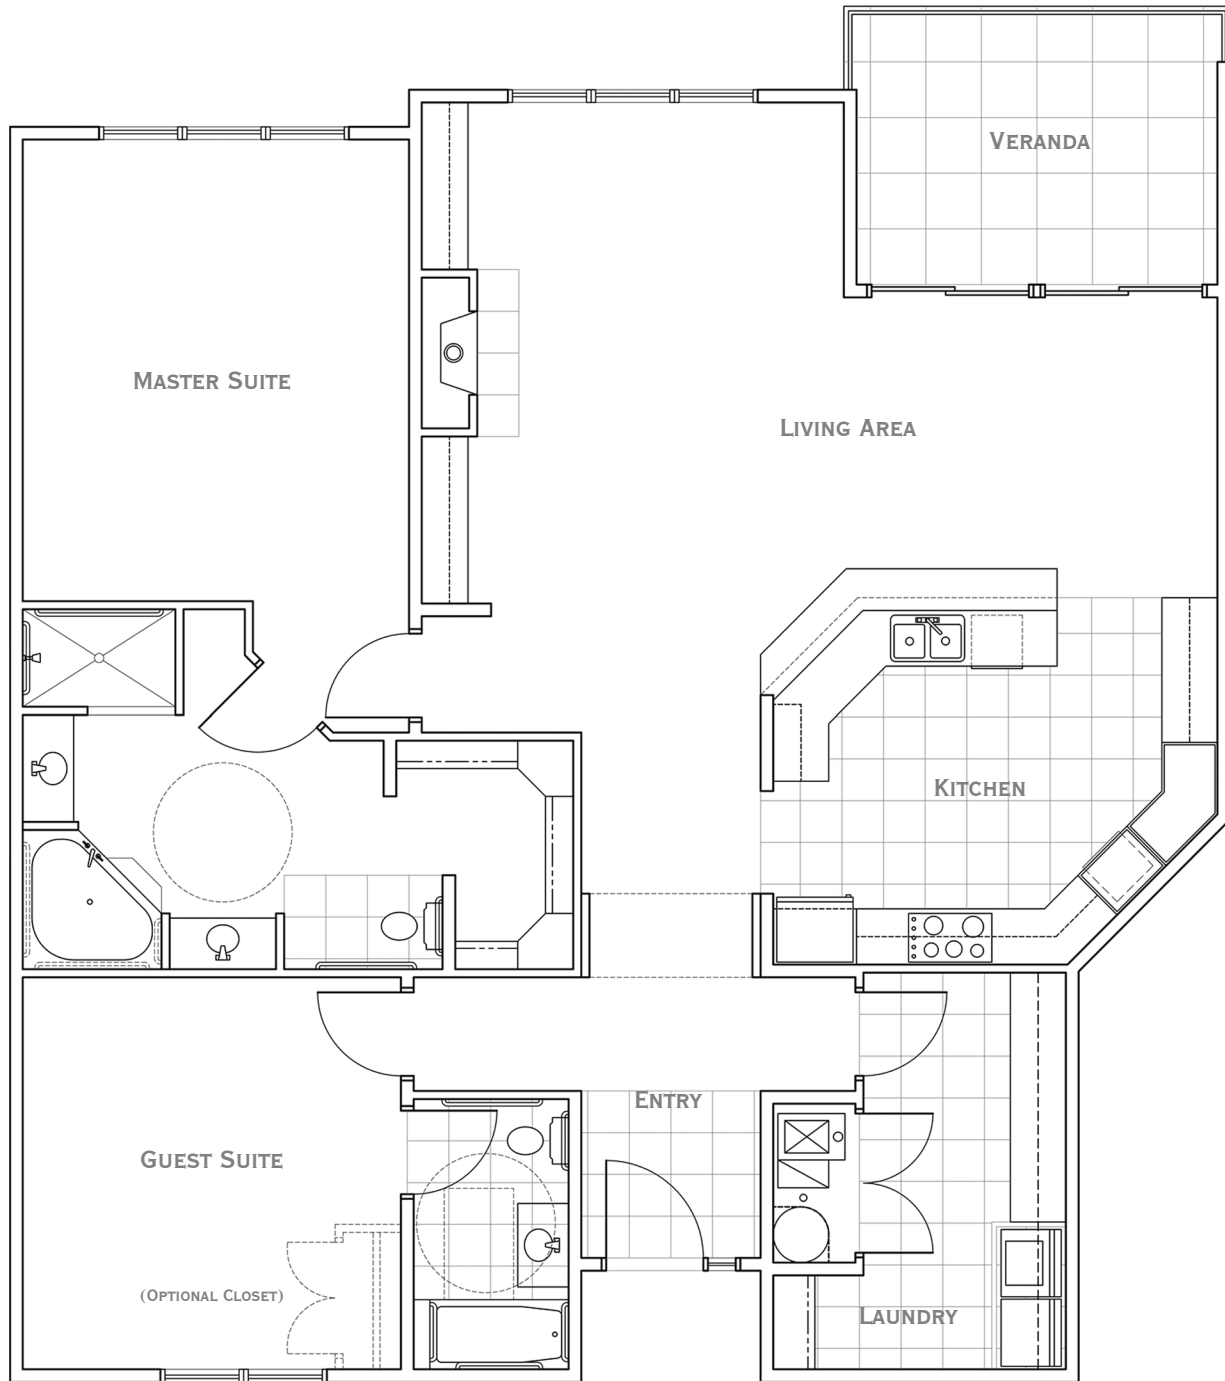 Veranda
Master Suite
Living Area
Kitchen
Entry
Guest Suite
(Optional Closet)
Laundry